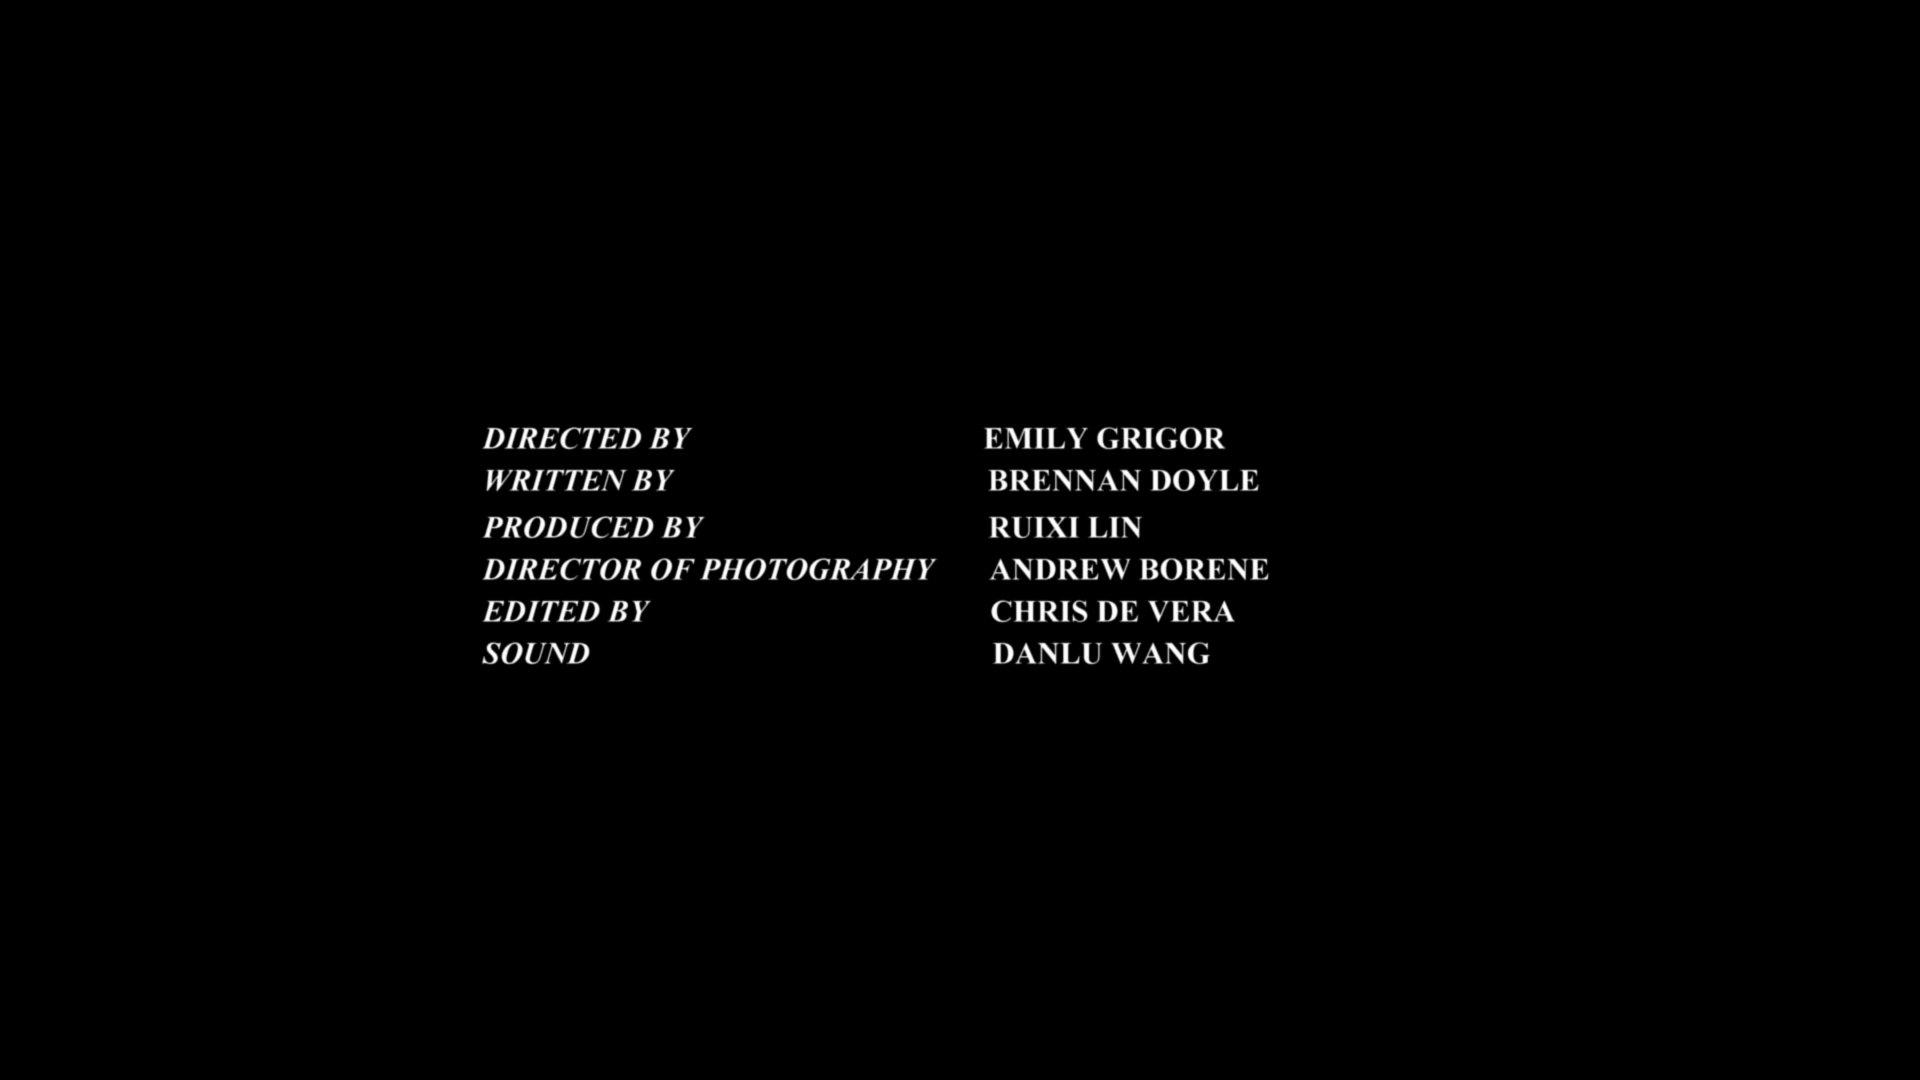 DIRECTED BY EMILY GRIGOR
WRITTEN BY BRENNAN DOYLE
PRODUCED BY RUIXI LIN
DIRECTOR OF PHOTOGRAPHY ANDREW BORENE
EDITED BY CHRIS DE VERA
SOUND DANLU WANG